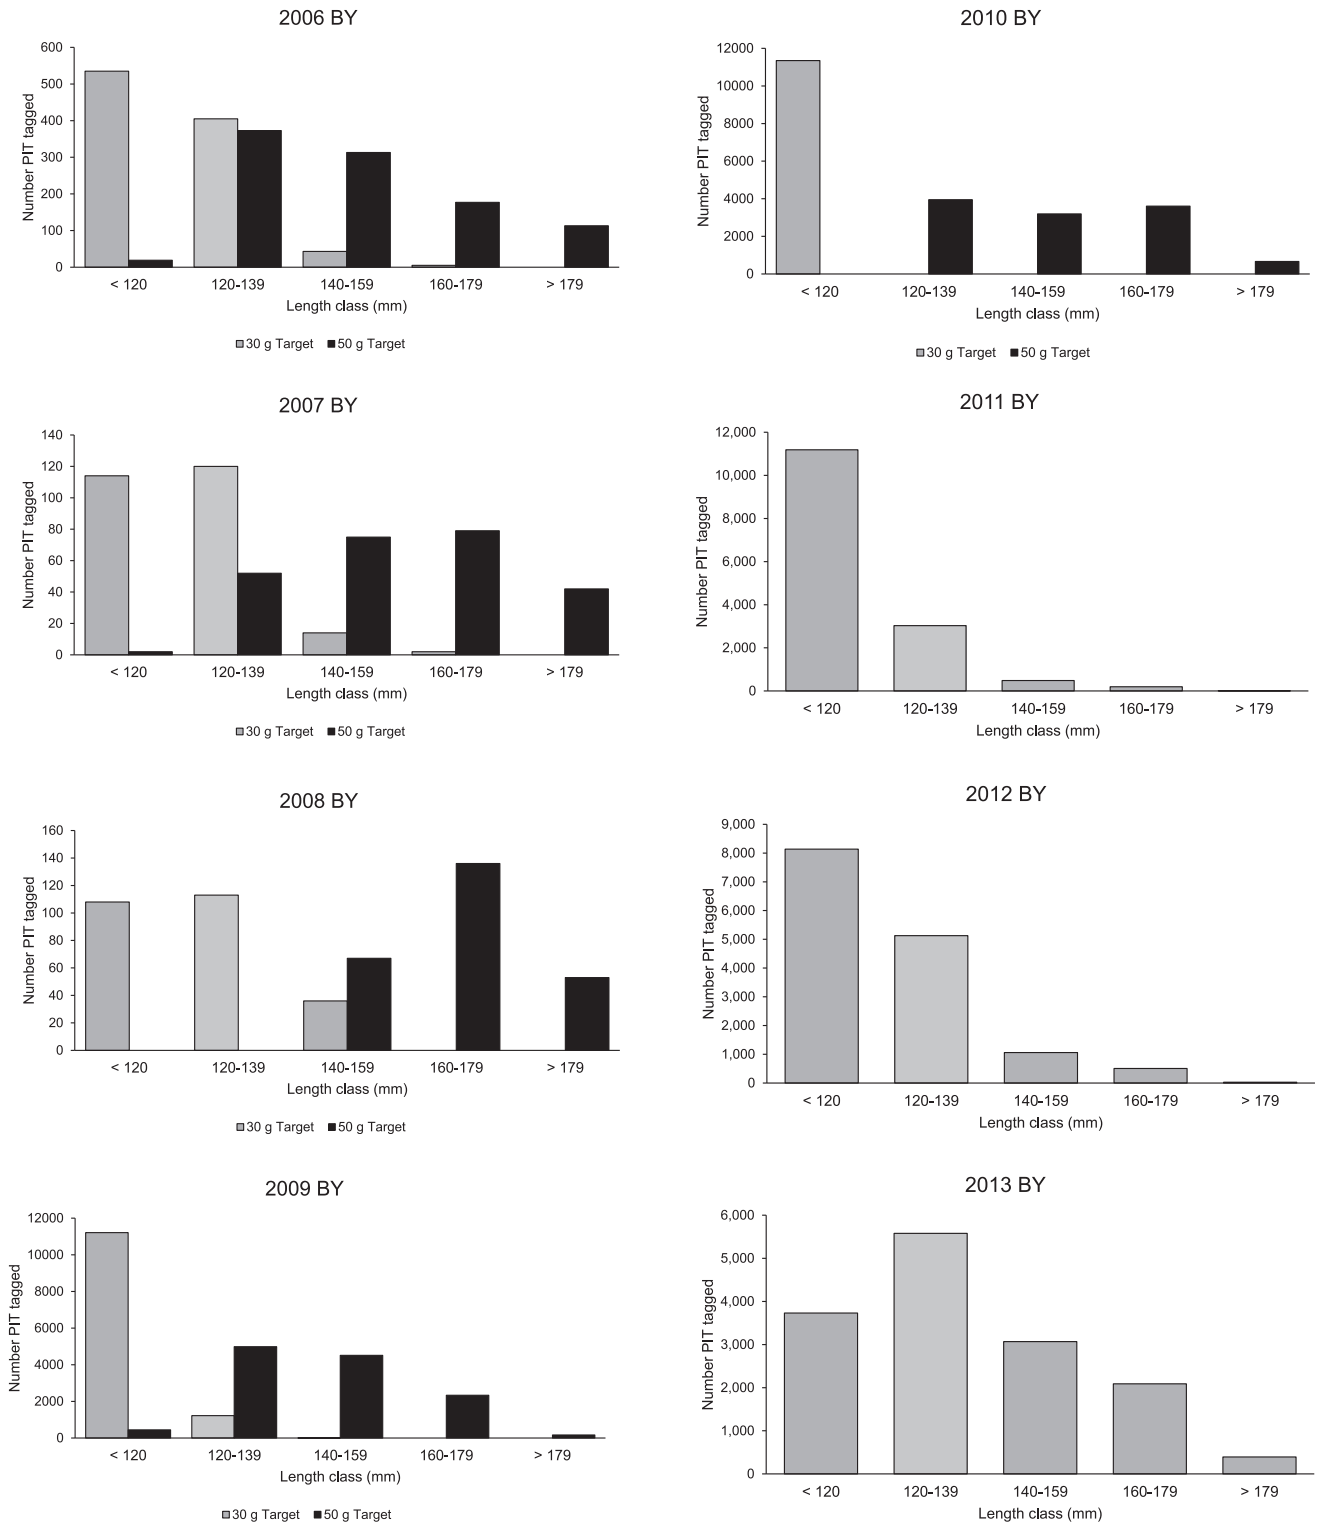 2006 BY
600
500
400
300
200
100
0
Number PIT tagged
< 120 120-139 140-159 160-179 > 179
Length class (mm)
30 g Target 50 g Target
2007 BY
140
120
100
80
60
40
20
0
Number PIT tagged
< 120 120-139 140-159 160-179 > 179
Length class (mm)
30 g Target 50 g Target
2008 BY
160
140
120
100
80
60
40
20
0
Number PIT tagged
< 120 120-139 140-159 160-179 > 179
Length class (mm)
30 g Target 50 g Target
2009 BY
12000
10000
8000
6000
4000
2000
0
Number PIT tagged
< 120 120-139 140-159 160-179 > 179
Length class (mm)
30 g Target 50 g Target
2010 BY
12000
10000
8000
6000
4000
2000
0
Number PIT tagged
< 120 120-139 140-159 160-179 > 179
Length class (mm)
30 g Target 50 g Target
2011 BY
12,000
10,000
8,000
6,000
4,000
2,000
0
Number PIT tagged
< 120 120-139 140-159 160-179 > 179
Length class (mm)
2012 BY
9,000
8,000
7,000
6,000
5,000
4,000
3,000
2,000
1,000
0
Number PIT tagged
< 120 120-139 140-159 160-179 > 179
Length class (mm)
2013 BY
6,000
5,000
4,000
3,000
2,000
1,000
0
Number PIT tagged
< 120 120-139 140-159 160-179 > 179
Length class (mm)